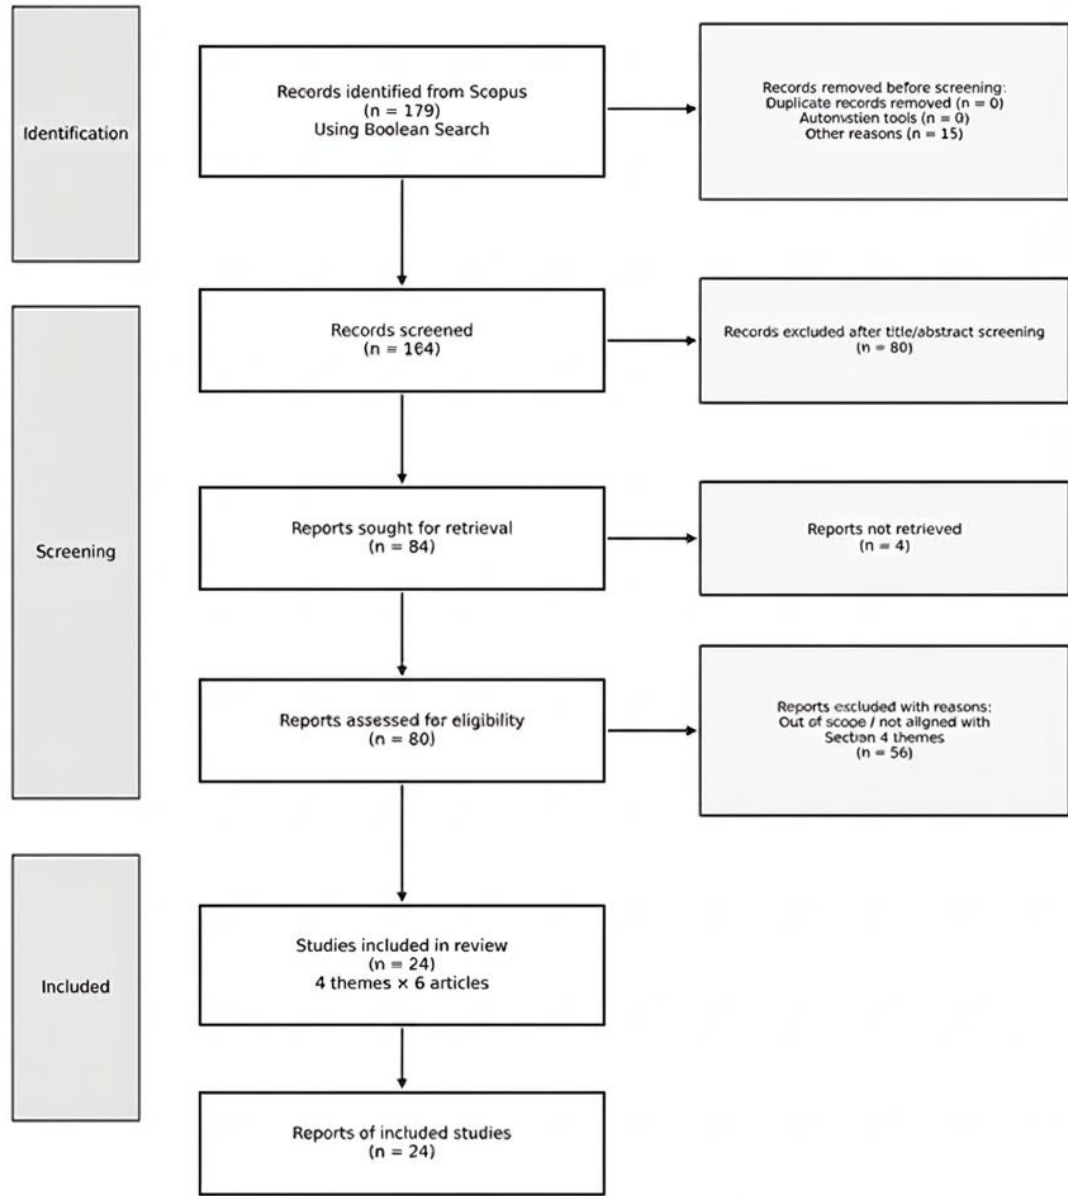 Identification
Records identified from Scopus
(n = 179)
Using Boolean Search
Records removed before screening:
Duplicate records removed (n = 0)
Automation tools (n = 0)
Other reasons (n = 15)
Screening
Records screened
(n = 164)
Records excluded after title/abstract screening
(n = 80)
Reports sought for retrieval
(n = 84)
Reports not retrieved
(n = 4)
Reports assessed for eligibility
(n = 80)
Reports excluded with reasons:
Out of scope / not aligned with
Section 4 themes
(n = 56)
Included
Studies included in review
(n = 24)
4 themes × 6 articles
Reports of included studies
(n = 24)